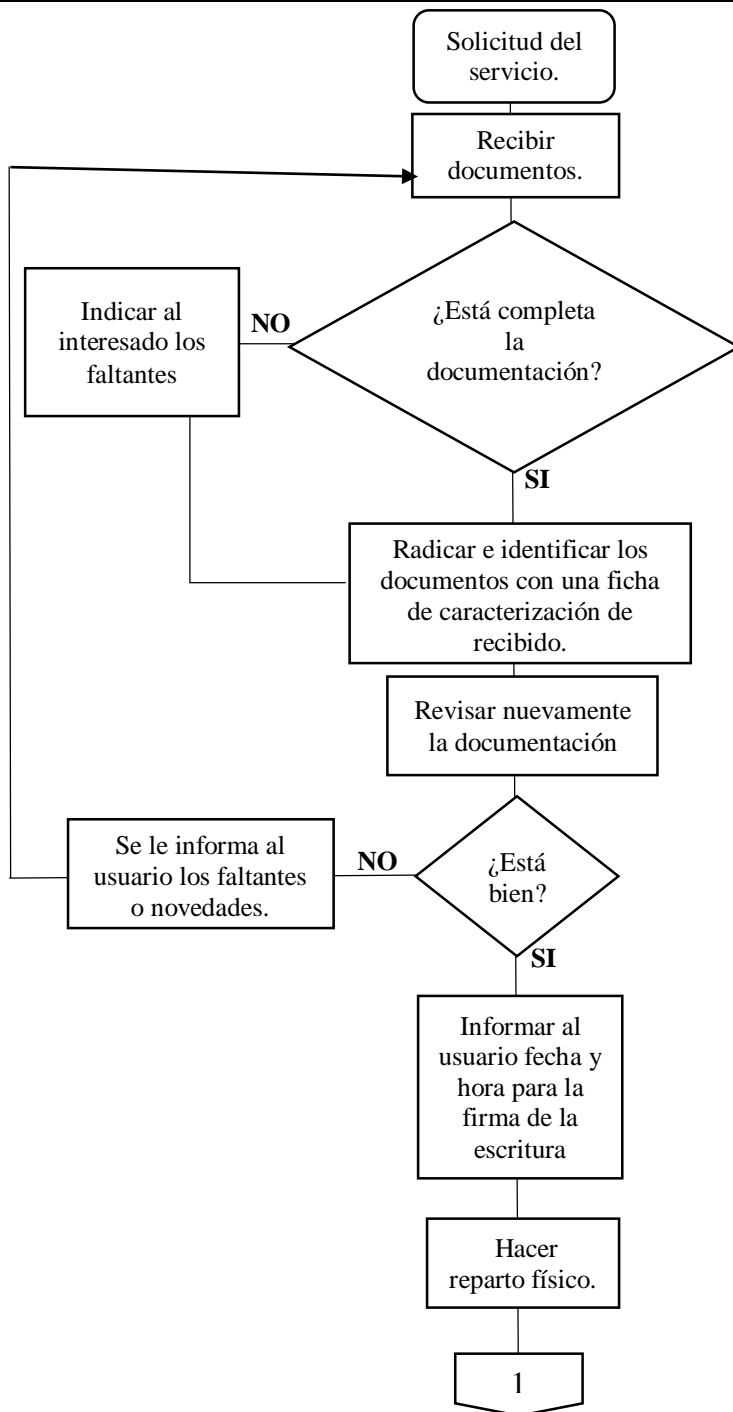 Solicitud del
servicio.
Recibir
documentos.
¿Está completa
la
documentación?
NO
Indicar al
interesado los
faltantes
SI
Radicar e identificar los
documentos con una ficha
de caracterización de
recibido.
Revisar nuevamente
la documentación
¿Está
bien?
NO
Se le informa al
usuario los faltantes
o novedades.
SI
Informar al
usuario fecha y
hora para la
firma de la
escritura
Hacer
reparto físico.
1